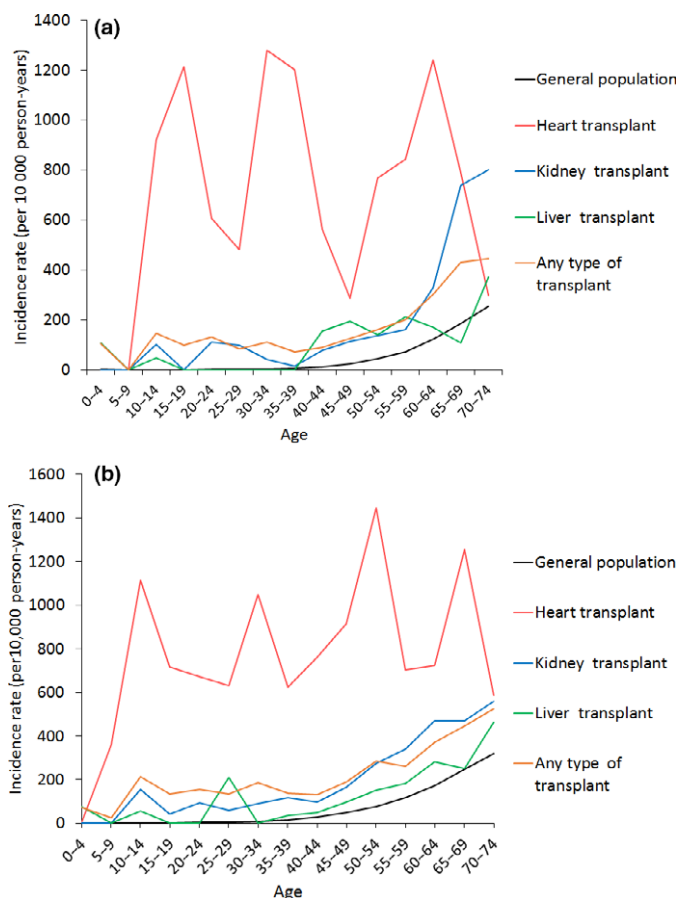 (a)
1400
1200
1000
800
600
400
200
0
Incidence rate (per 10 000 person-years)
0–4
5–9
10–14
15–19
20–24
25–29
30–34
35–39
40–44
45–49
50–54
55–59
60–64
65–69
70–74
Age
General population
Heart transplant
Kidney transplant
Liver transplant
Any type of
transplant
(b)
1600
1400
1200
1000
800
600
400
200
0
Incidence rate (per10,000 person-years)
0–4
5–9
10–14
15–19
20–24
25–29
30–34
35–39
40–44
45–49
50–54
55–59
60–64
65–69
70–74
Age
General population
Heart transplant
Kidney transplant
Liver transplant
Any type of
transplant